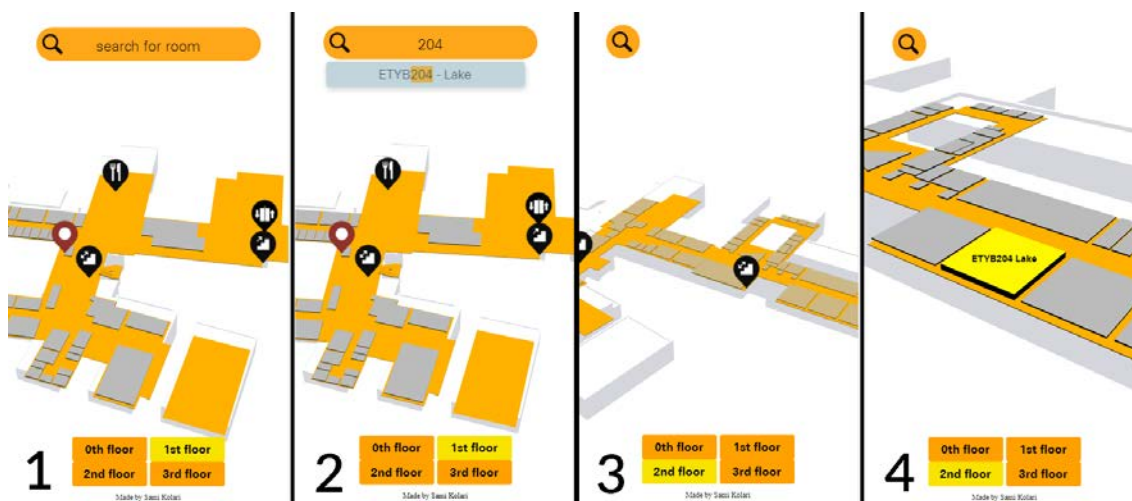 search for room
204
ETYB204 - Lake
ETYB204 Lake
1
0th floor 1st floor
2nd floor 3rd floor
Made by Sami Kolari
2
0th floor 1st floor
2nd floor 3rd floor
Made by Sami Kolari
3
0th floor 1st floor
2nd floor 3rd floor
Made by Sami Kolari
4
0th floor 1st floor
2nd floor 3rd floor
Made by Sami Kolari